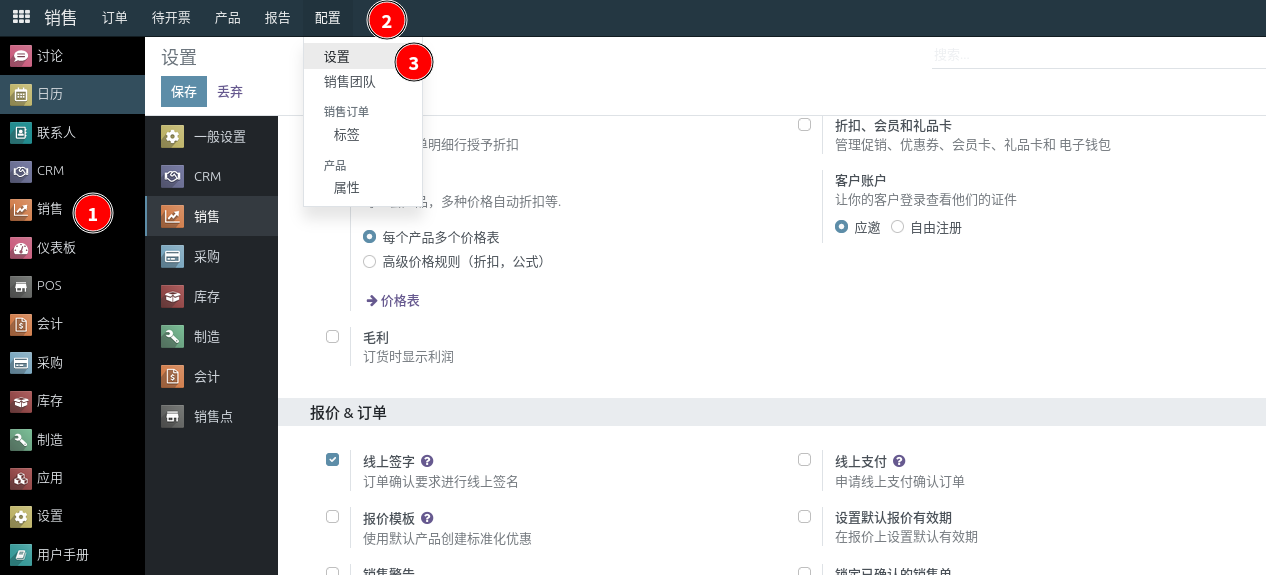 销售 订单 待开票 产品 报告 配置 2
讨论
日历
联系人
CRM
销售 1
仪表板
POS
会计
采购
库存
制造
应用
设置
用户手册
设置
保存 丢弃
搜索...
设置 3
销售团队
销售订单
标签
产品
属性
一般设置
CRM
销售
采购
库存
制造
会计
销售点
单明细行授予折扣
品，多种价格自动折扣等.
每个产品多个价格表
高级价格规则（折扣，公式）
价格表
毛利
订货时显示利润
折扣、会员和礼品卡
管理促销、优惠券、会员卡、礼品卡和 电子钱包
客户账户
让你的客户登录查看他们的证件
应邀 自由注册
报价 & 订单
线上签字 ?
订单确认要求进行线上签名
线上支付 ?
申请线上支付确认订单
报价模板 ?
使用默认产品创建标准化优惠
设置默认报价有效期
在报价上设置默认有效期
销售警告
锁定已确认的销售单